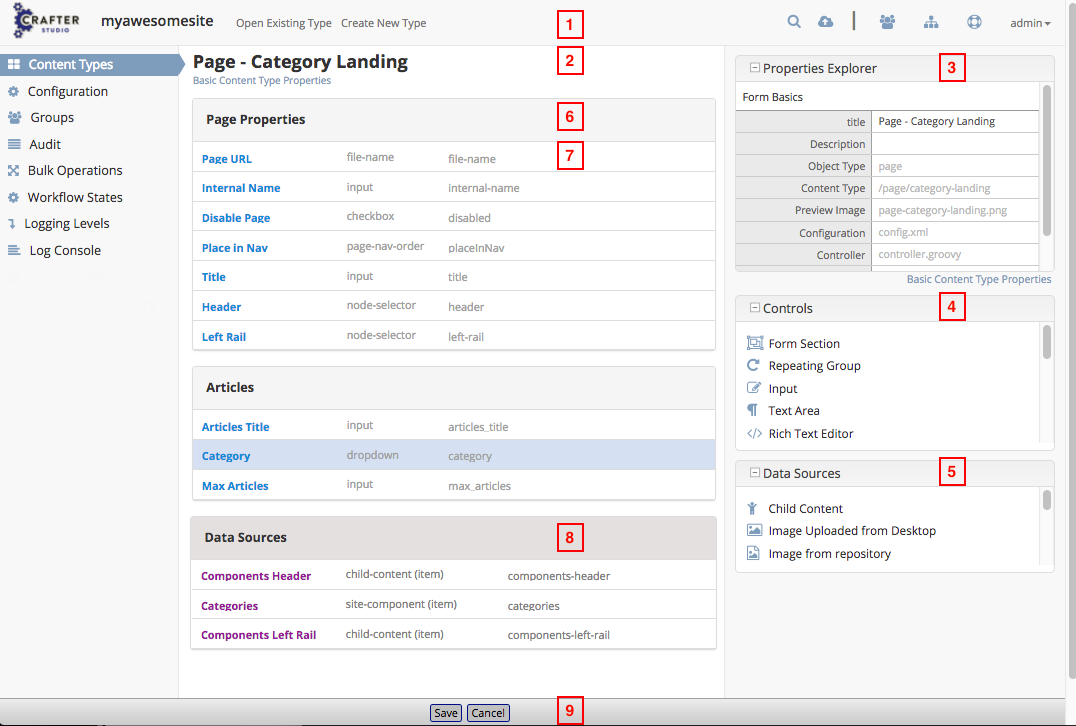 CRAFTER
STUDIO
myawesomesite
Open Existing Type Create New Type
1
admin
Content Types
Configuration
Groups
Audit
Bulk Operations
Workflow States
Logging Levels
Log Console
Page - Category Landing
2
Basic Content Type Properties
Page Properties 6
Page URL file-name file-name 7
Internal Name input internal-name
Disable Page checkbox disabled
Place in Nav page-nav-order placeInNav
Title input title
Header node-selector header
Left Rail node-selector left-rail
Articles
Articles Title input articles_title
Category dropdown category
Max Articles input max_articles
Data Sources 8
Components Header child-content (item) components-header
Categories site-component (item) categories
Components Left Rail child-content (item) components-left-rail
Properties Explorer 3
Form Basics
title Page - Category Landing
Description
Object Type page
Content Type /page/category-landing
Preview Image page-category-landing.png
Configuration config.xml
Controller controller.groovy
Basic Content Type Properties
Controls 4
Form Section
Repeating Group
Input
Text Area
Rich Text Editor
Data Sources 5
Child Content
Image Uploaded from Desktop
Image from repository
Save Cancel 9